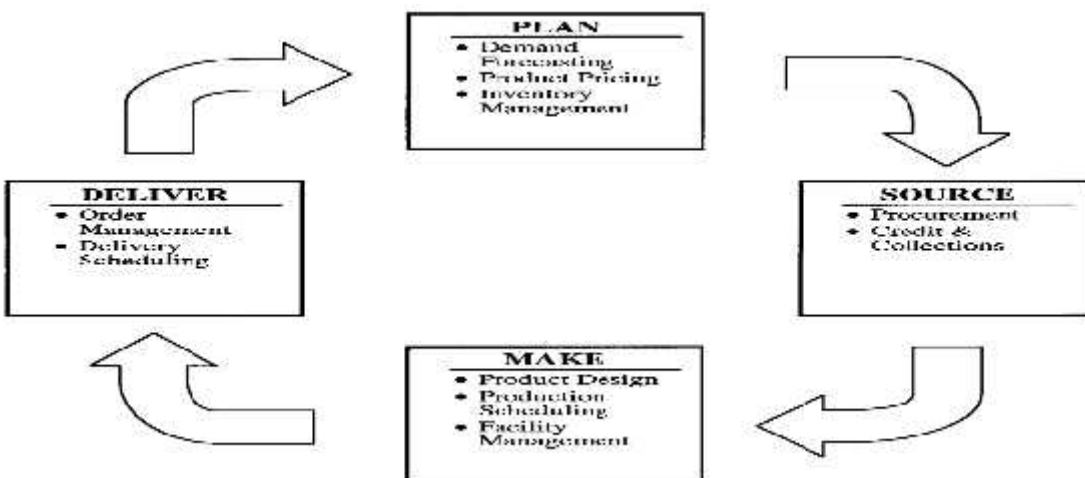 PLAN
• Demand
Forecasting
• Product Pricing
• Inventory
Management
SOURCE
• Procurement
• Credit &
Collections
MAKE
• Product Design
• Production
Scheduling
• Facility
Management
DELIVER
• Order
Management
• Delivery
Scheduling